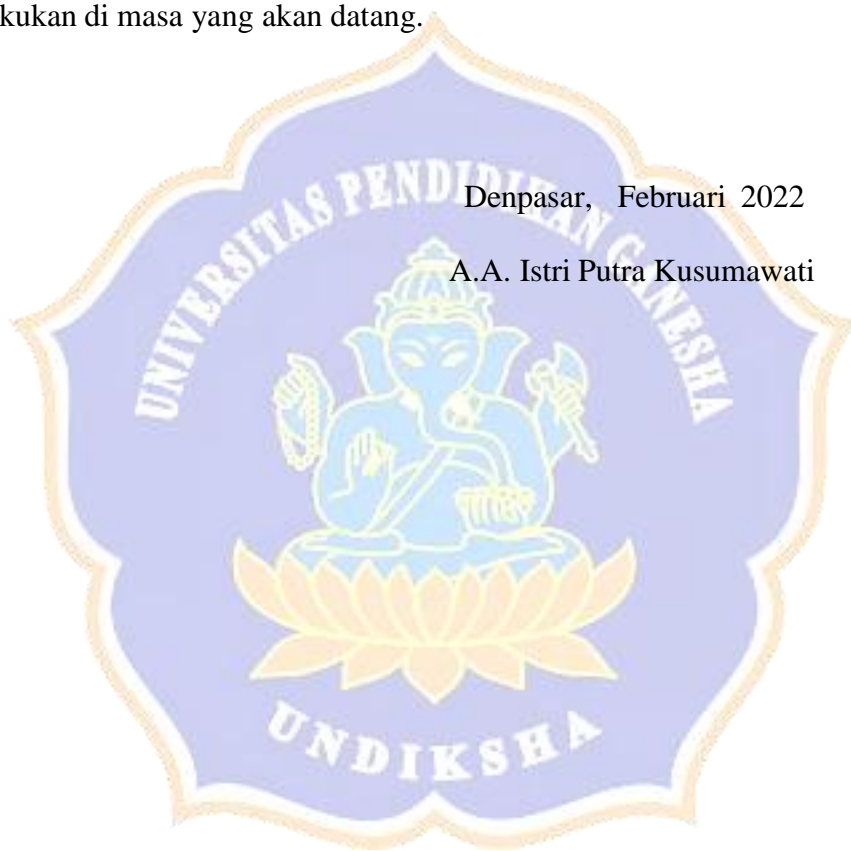 kukan di masa yang akan datang.
Denpasar, Februari 2022
A.A. Istri Putra Kusumawati
UNIVERSITAS PENDIDIKAN GANESHA
UNDIKSHA